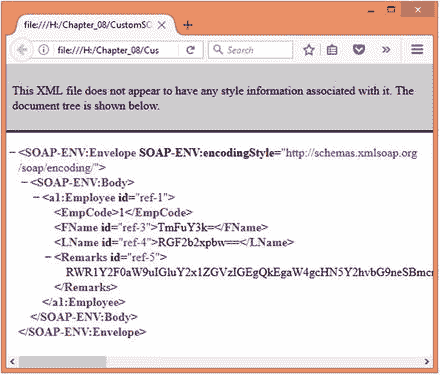 file:///H:/Chapter_08/CustomSO
file:///H:/Chapter_08/Cus
Search
This XML file does not appear to have any style information associated with it. The
document tree is shown below.
−<SOAP-ENV:Envelope SOAP-ENV:encodingStyle="http://schemas.xmlsoap.org
/soap/encoding/">
−<SOAP-ENV:Body>
−<a1:Employee id="ref-1">
<EmpCode>1</EmpCode>
<FName id="ref-3">TmFuY3k=</FName>
<LName id="ref-4">RGF2b2xpbw==</LName>
−<Remarks id="ref-5">
</Remarks>
</a1:Employee>
</SOAP-ENV:Body>
</SOAP-ENV:Envelope>